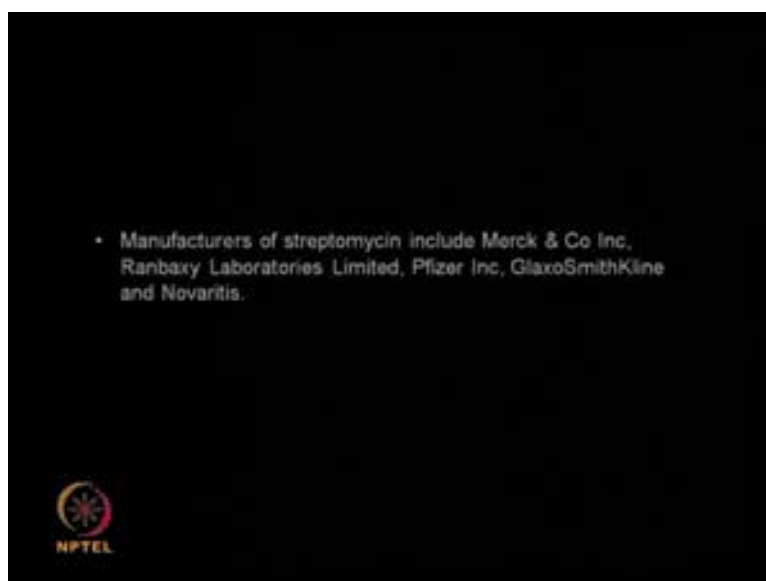 • Manufacturers of streptomycin include Merck & Co Inc,
Ranbaxy Laboratories Limited, Pfizer Inc, GlaxoSmithKline
and Novaritis.
NPTEL